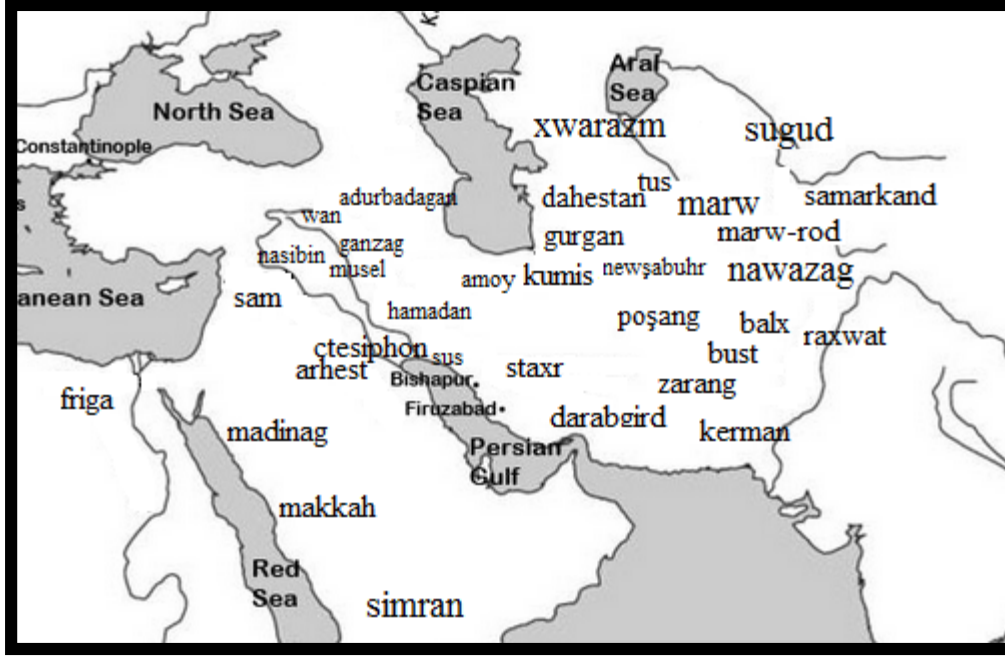 K
Aral
Sea
Caspian
Sea
North Sea
xwarazm
sugud
Constantinople
tus
dahestan
samarkand
s
adurbadagan
marw
wan
marw-rod
gurgan
ganzag
nasibin
musel
amoy
kumis
newşabuhr
nawazag
anean Sea
sam
hamadan
poşang
balx
raxwat
çtesiphon
sus
bust
arhest
Bishapur
staxr
zarang
friga
Firuzabad
darabgird
madinag
kerman
Persian
Gulf
makkah
Red
Sea
simran